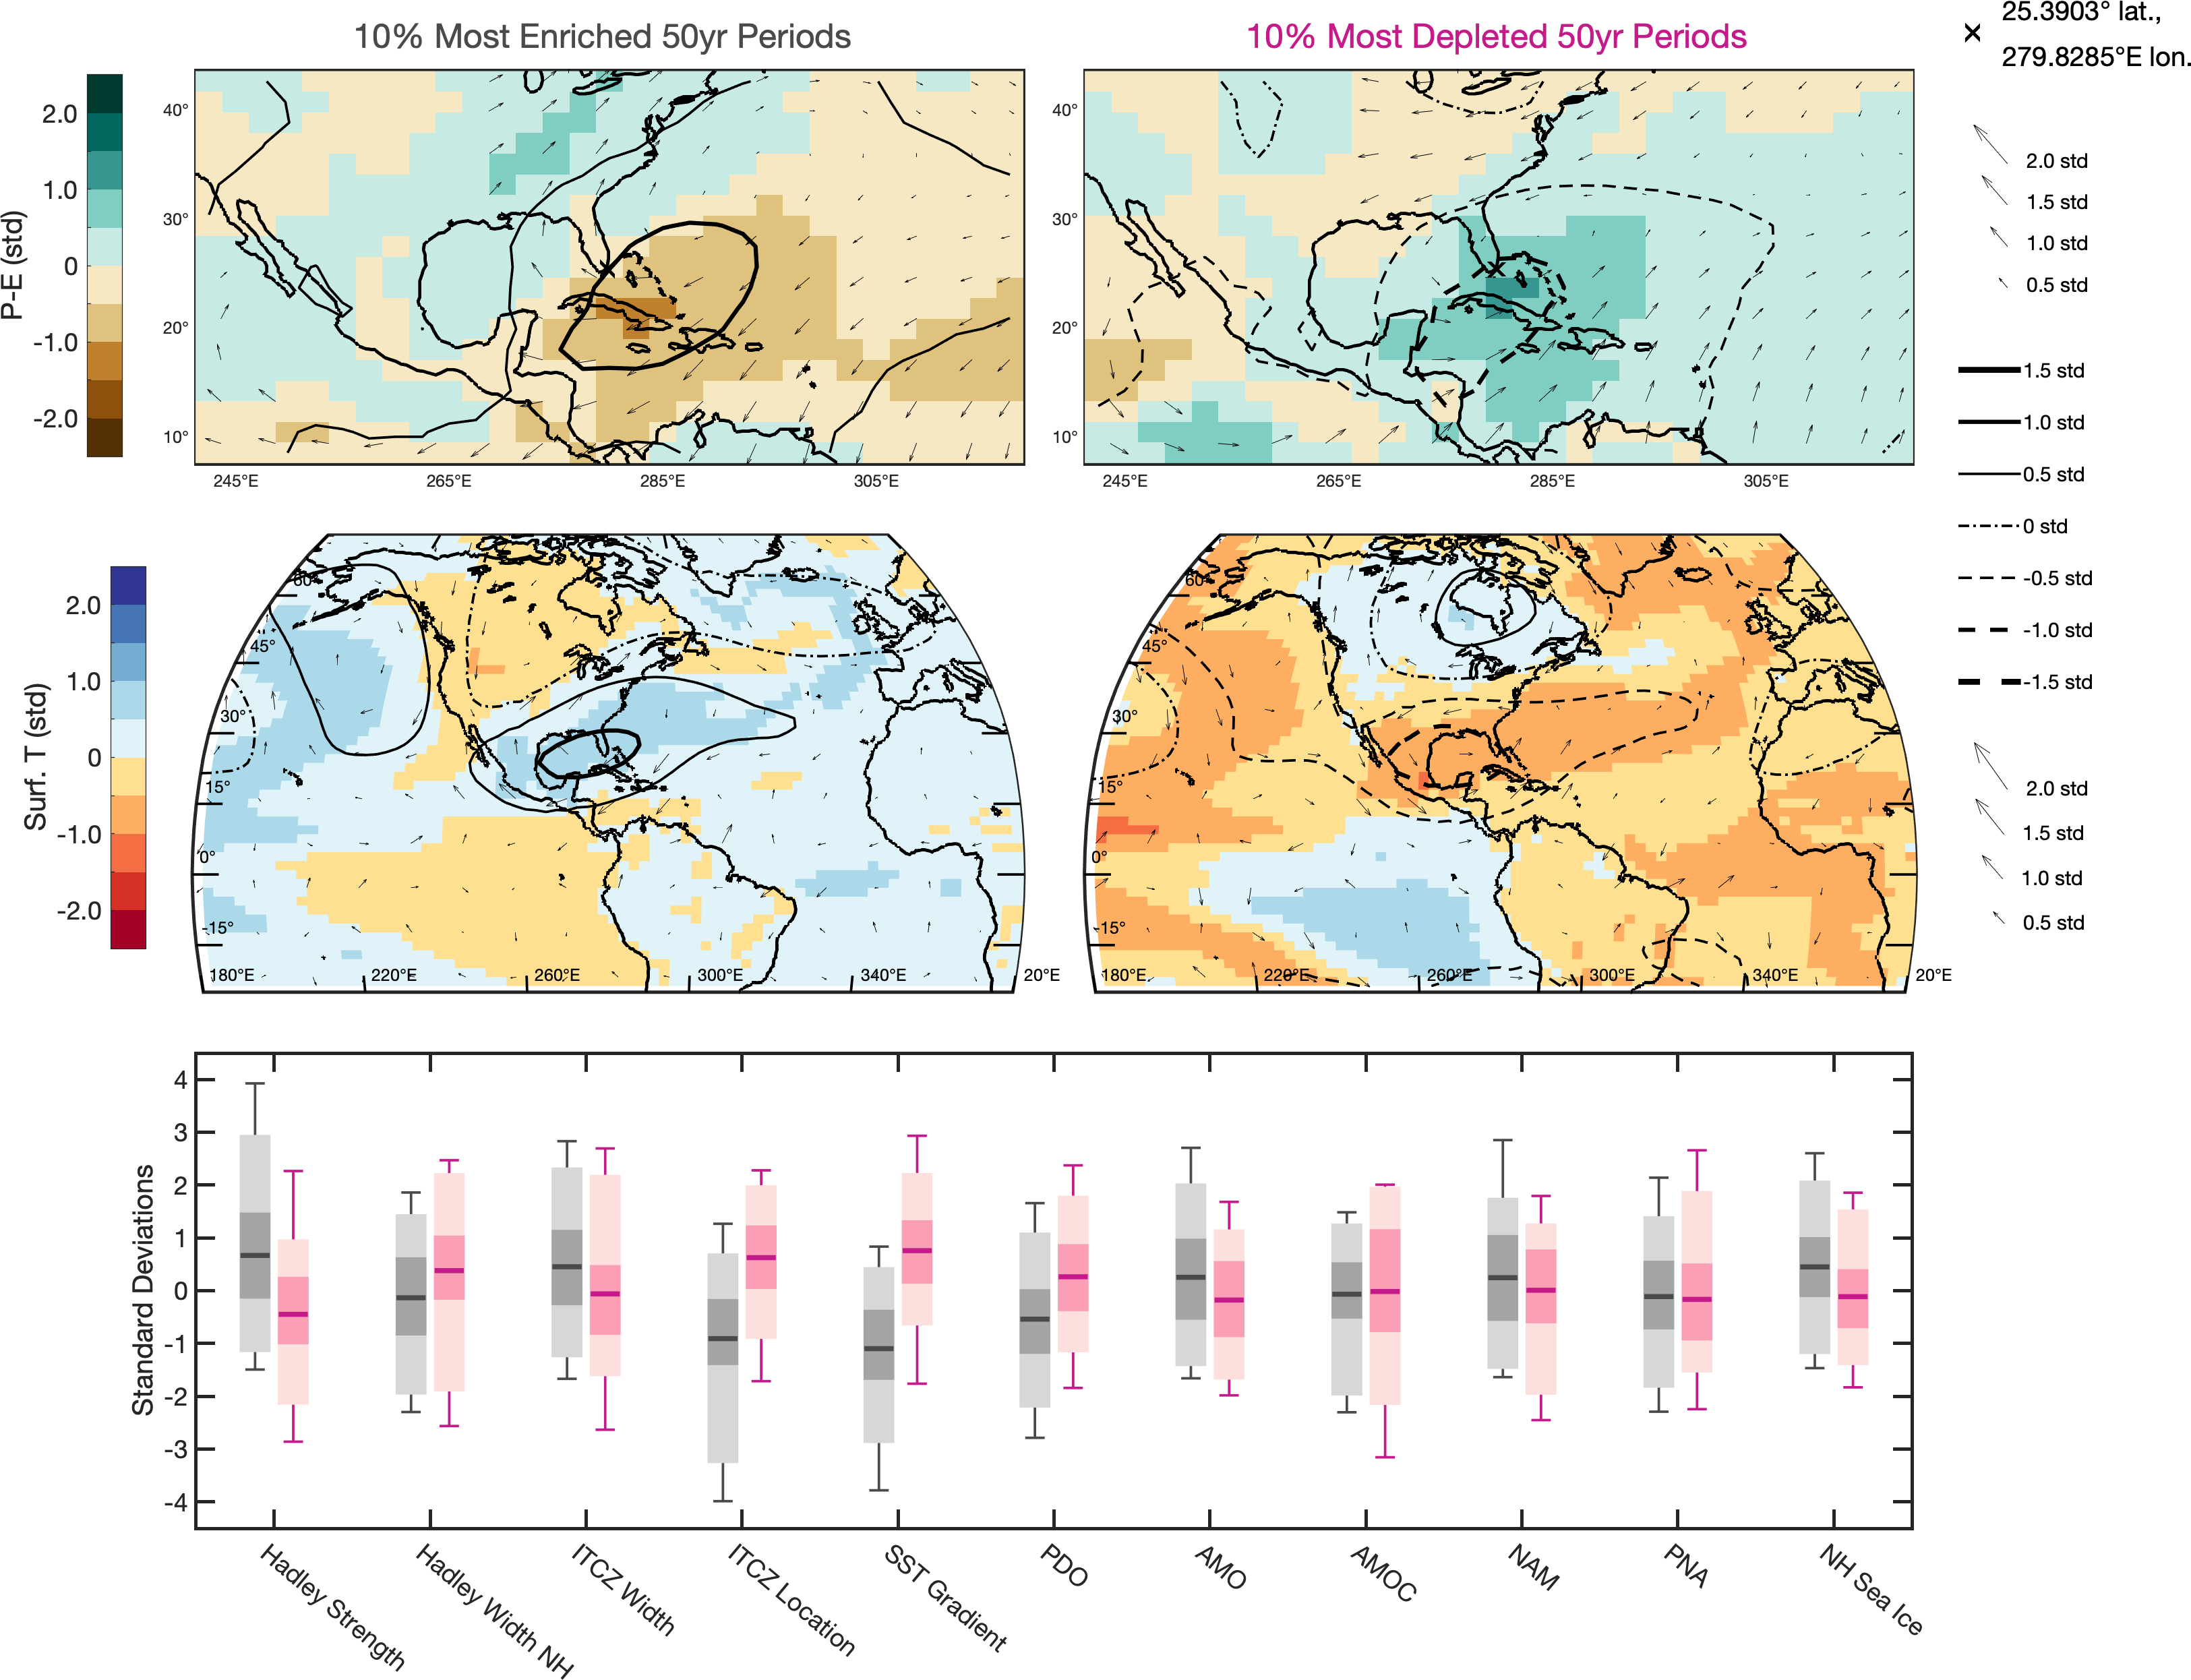 10% Most Enriched 50yr Periods
10% Most Depleted 50yr Periods
25.3903° lat.,
279.8285°E lon.
P-E (std)
2.0
1.0
0
-1.0
-2.0
40°
30°
20°
10°
245°E
265°E
285°E
305°E
40°
30°
20°
10°
245°E
265°E
285°E
305°E
2.0 std
1.5 std
1.0 std
0.5 std
1.5 std
1.0 std
0.5 std
0 std
-0.5 std
-1.0 std
-1.5 std
Surf. T (std)
2.0
1.0
0
-1.0
-2.0
60°
45°
30°
15°
0°
-15°
180°E
220°E
260°E
300°E
340°E
20°E
60°
45°
30°
15°
0°
-15°
180°E
220°E
260°E
300°E
340°E
20°E
2.0 std
1.5 std
1.0 std
0.5 std
Standard Deviations
4
3
2
1
0
-1
-2
-3
-4
Hadley Strength
Hadley Width NH
ITCZ Width
ITCZ Location
SST Gradient
PDO
AMO
AMOC
NAM
PNA
NH Sea Ice